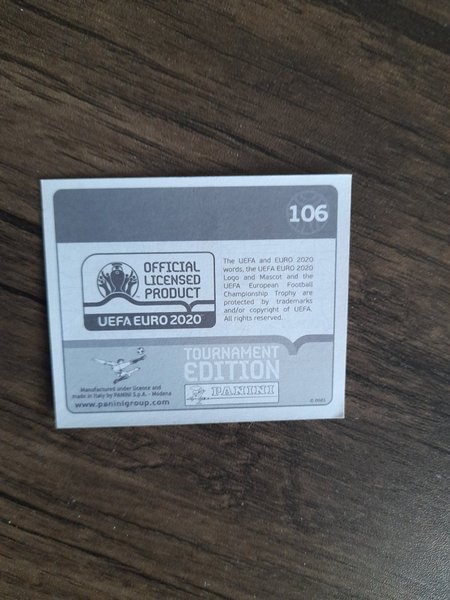 106
OFFICIAL
LICENSED
PRODUCT
UEFA EURO 2020
The UEFA and EURO 2020
words, the UEFA EURO 2020
Logo and Mascot and the
UEFA European Football
Championship Trophy are
protected by trademarks
and/or copyright of UEFA.
All rights reserved.
TOURNAMENT
EDITION
PANINI
Manufactured under licence and
made in Italy by PANINI S.p.A. - Modena
www.paninigroup.com